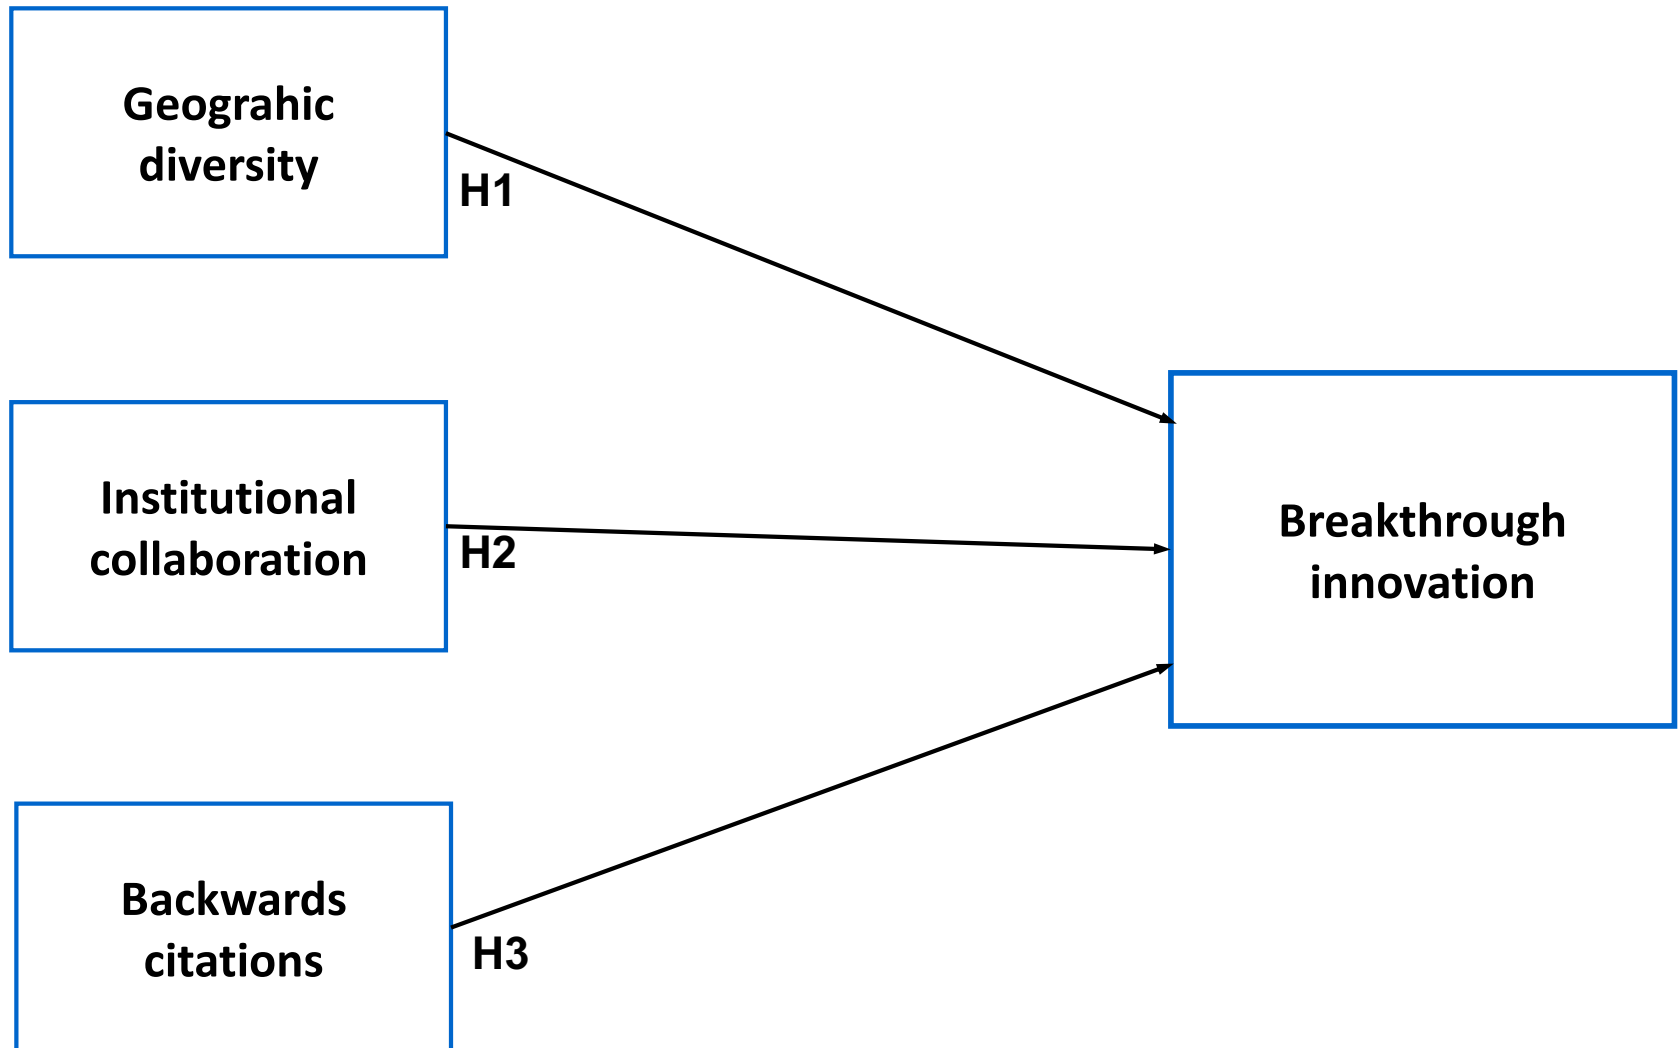 Geograhic
diversity
H1
Institutional
collaboration
H2
Breakthrough
innovation
Backwards
citations
H3